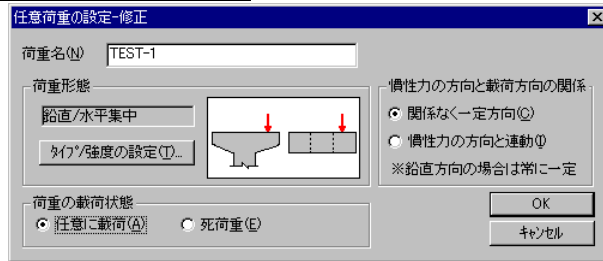 任意荷重の設定-修正
荷重名(N) TEST-1
荷重形態
鉛直/水平集中
ﾀｲﾌﾟ/強度の設定(T)...
慣性力の方向と載荷方向の関係
関係なく一定方向(C)
慣性力の方向と連動(I)
※鉛直方向の場合は常に一定
荷重の載荷状態
任意に載荷(A) 死荷重(E)
OK
ｷｬﾝｾﾙ